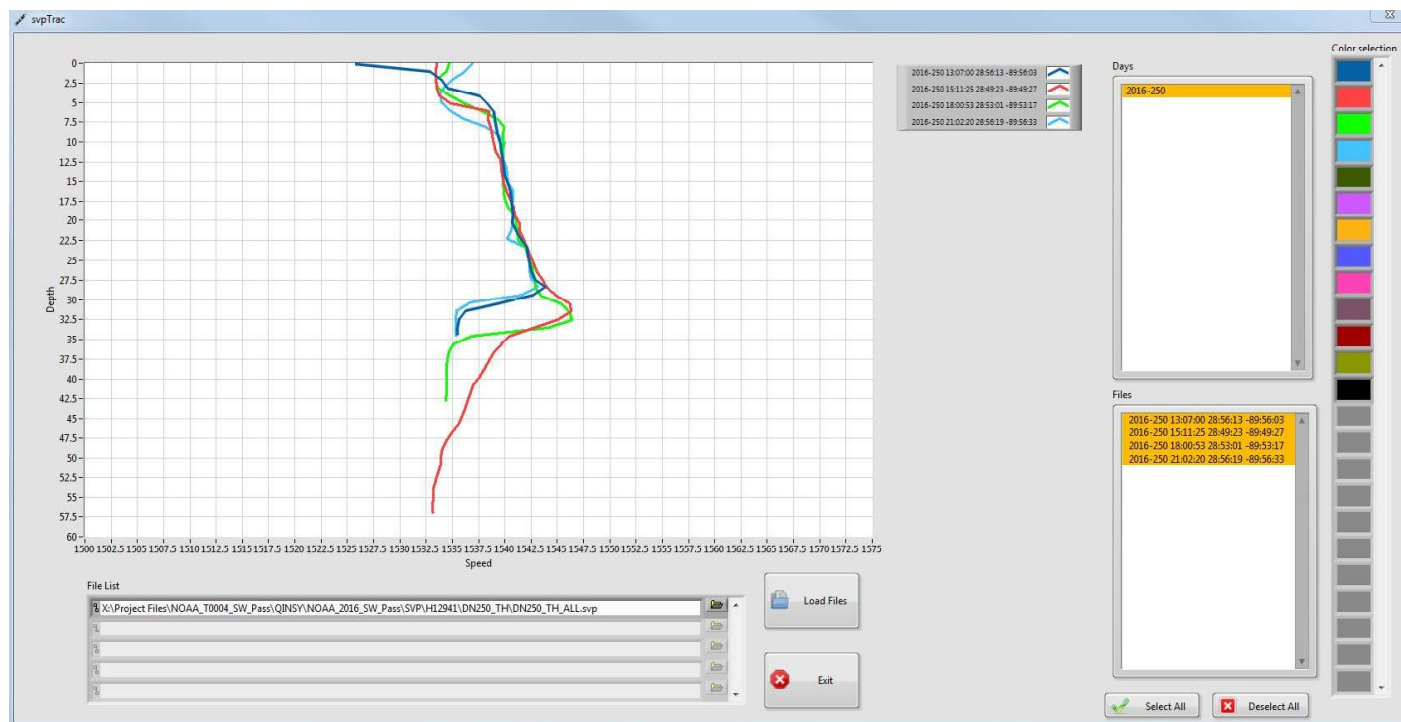 svpTrac
Color selection
Days
2016-250
2016-250 13:07:00 28:56:13 -89:56:03
2016-250 15:11:25 28:49:23 -89:49:27
2016-250 18:00:53 28:53:01 -89:53:17
2016-250 21:02:20 28:56:19 -89:56:33
0
2.5
5
7.5
10
12.5
15
17.5
20
22.5
25
27.5
30
32.5
35
37.5
40
42.5
45
47.5
50
52.5
55
57.5
60
Depth
1500 1502.5 1505 1507.5 1510 1512.5 1515 1517.5 1520 1522.5 1525 1527.5 1530 1532.5 1535 1537.5 1540 1542.5 1545 1547.5 1550 1552.5 1555 1557.5 1560 1562.5 1565 1567.5 1570 1572.5 1575
Speed
Files
2016-250 13:07:00 28:56:13 -89:56:03
2016-250 15:11:25 28:49:23 -89:49:27
2016-250 18:00:53 28:53:01 -89:53:17
2016-250 21:02:20 28:56:19 -89:56:33
File List
X:\Project Files\NOAA_T0004_SW_Pass\QINSY\NOAA_2016_SW_Pass\SVP\H12941\DN250_TH\DN250_TH_ALL.svp
Load Files
Exit
Select All
Deselect All